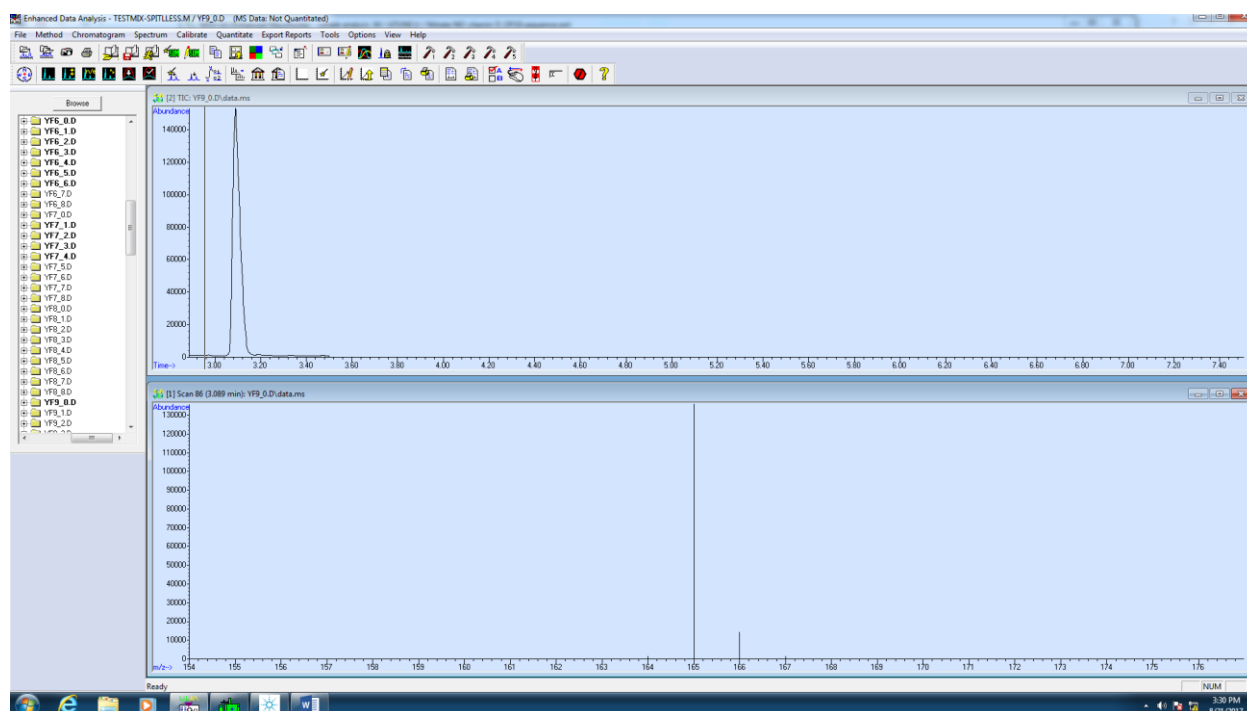 Enhanced Data Analysis - TESTMIX-SPITLLESS.M / YF9_0.D (MS Data: Not Quantitated)
File Method Chromatogram Spectrum Calibrate Quantitate Export Reports Tools Options View Help
Browse
YF6_0.D
YF6_1.D
YF6_2.D
YF6_3.D
YF6_4.D
YF6_5.D
YF6_6.D
YF6_7.D
YF6_8.D
YF7_0.D
YF7_1.D
YF7_2.D
YF7_3.D
YF7_4.D
YF7_5.D
YF7_6.D
YF7_7.D
YF7_8.D
YF8_0.D
YF8_1.D
YF8_2.D
YF8_3.D
YF8_4.D
YF8_5.D
YF8_6.D
YF8_7.D
YF8_8.D
YF9_0.D
YF9_1.D
YF9_2.D
[2] TIC: YF9_0.D\data.ms
Abundance
140000
120000
100000
80000
60000
40000
20000
0
Time--> 3.00 3.20 3.40 3.60 3.80 4.00 4.20 4.40 4.60 4.80 5.00 5.20 5.40 5.60 5.80 6.00 6.20 6.40 6.60 6.80 7.00 7.20 7.40
[1] Scan 86 (3.089 min): YF9_0.D\data.ms
Abundance
130000
120000
110000
100000
90000
80000
70000
60000
50000
40000
30000
20000
10000
0
m/z--> 154 155 156 157 158 159 160 161 162 163 164 165 166 167 168 169 170 171 172 173 174 175 176
Ready
NUM
3:30 PM